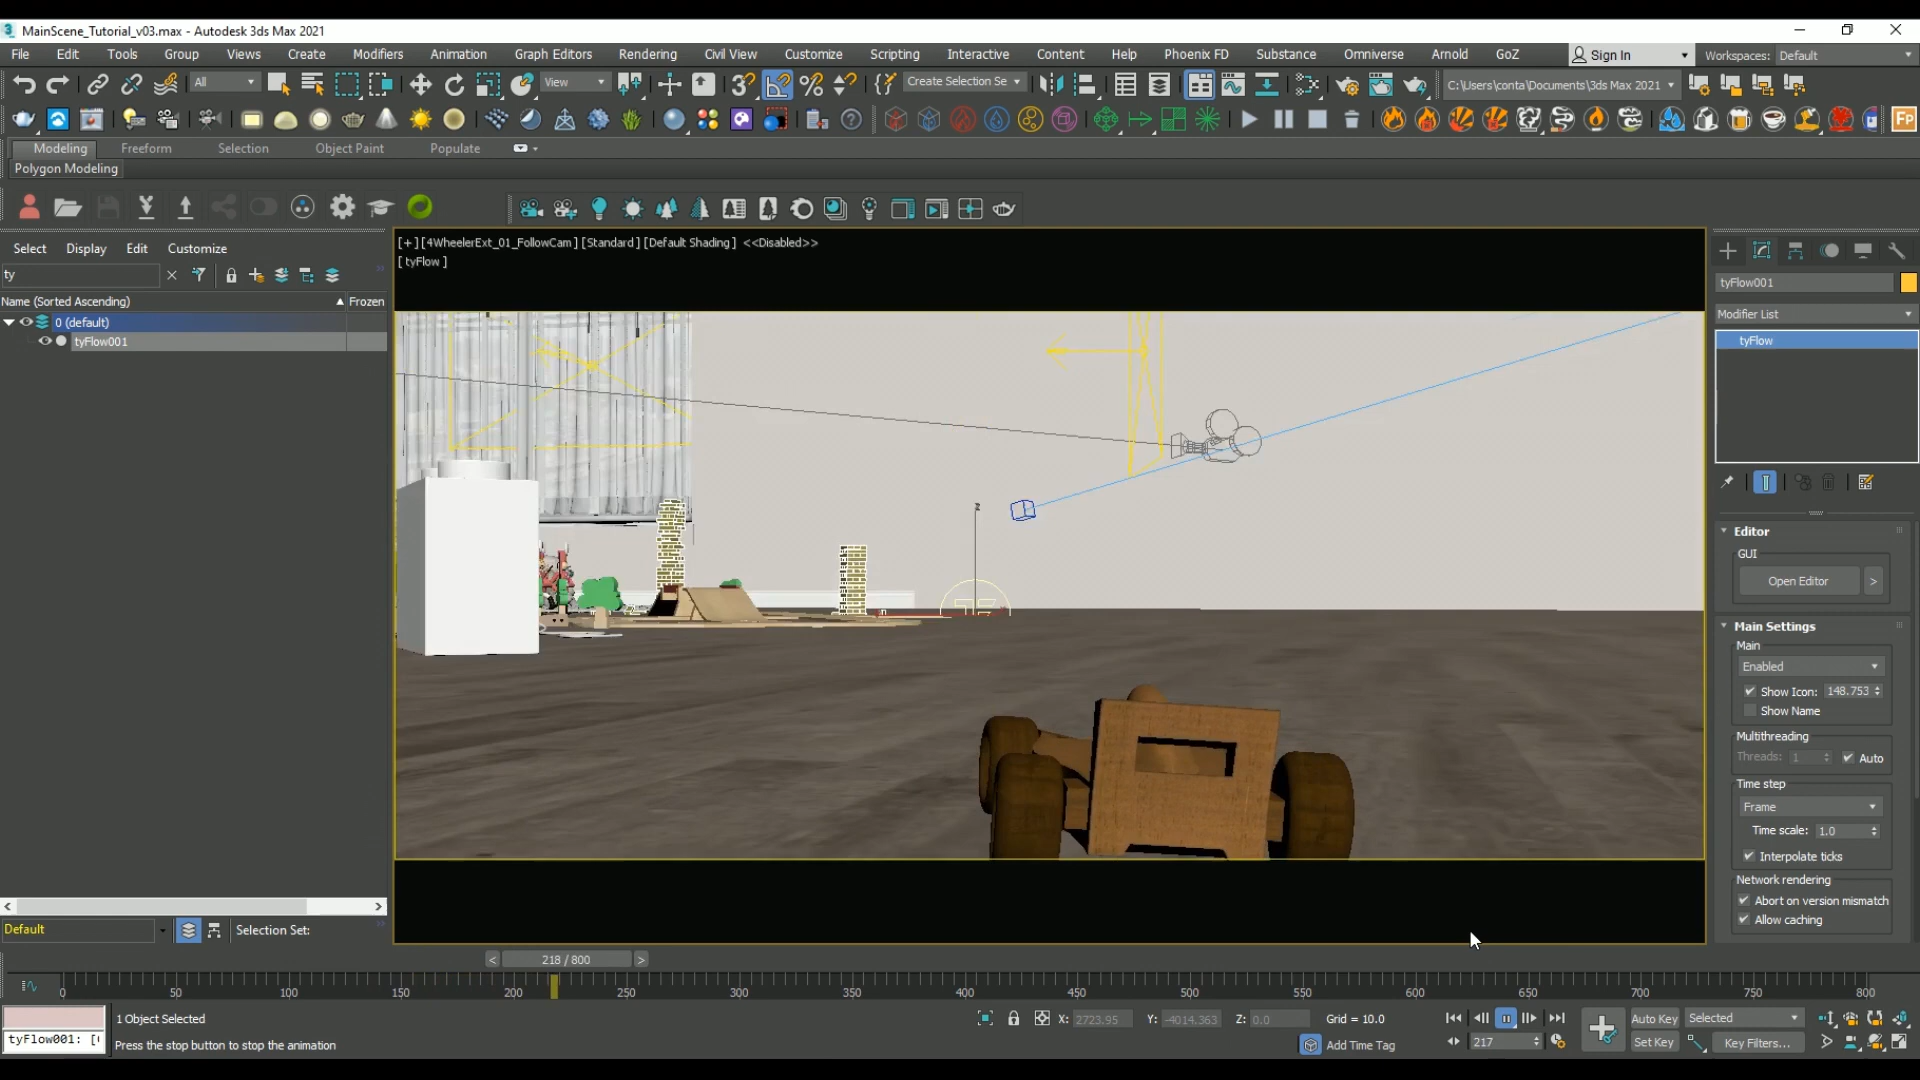 MainScene_Tutorial_v03.max - Autodesk 3ds Max 2021
File Edit Tools Group Views Create Modifiers Animation Graph Editors Rendering Civil View Customize Scripting Interactive Content Help Phoenix FD Substance Omniverse Arnold GoZ Sign In Workspaces: Default
All View Create Selection Se C:\Users\conta\Documents\3ds Max 2021
Fp
Modeling Freeform Selection Object Paint Populate
Polygon Modeling
Select Display Edit Customize
ty
Name (Sorted Ascending) Frozen
0 (default)
tyFlow001
Default Selection Set:
[+] [4WheelerExt_01_FollowCam] [Standard] [Default Shading] <<Disabled>>
[ tyFlow ]
z
tyFlow001
Modifier List
tyFlow
Editor
GUI
Open Editor >
Main Settings
Main
Enabled
Show Icon: 148.753
Show Name
Multithreading
Threads: 1 Auto
Time step
Frame
Time scale: 1.0
Interpolate ticks
Network rendering
Abort on version mismatch
Allow caching
< 218 / 800 >
0 50 100 150 200 250 300 350 400 450 500 550 600 650 700 750 800
1 Object Selected X: 2723.95 Y: -4014.363 Z: 0.0 Grid = 10.0 Auto Key Selected
tyFlow001: [( Press the stop button to stop the animation Add Time Tag 217 Set Key Key Filters...